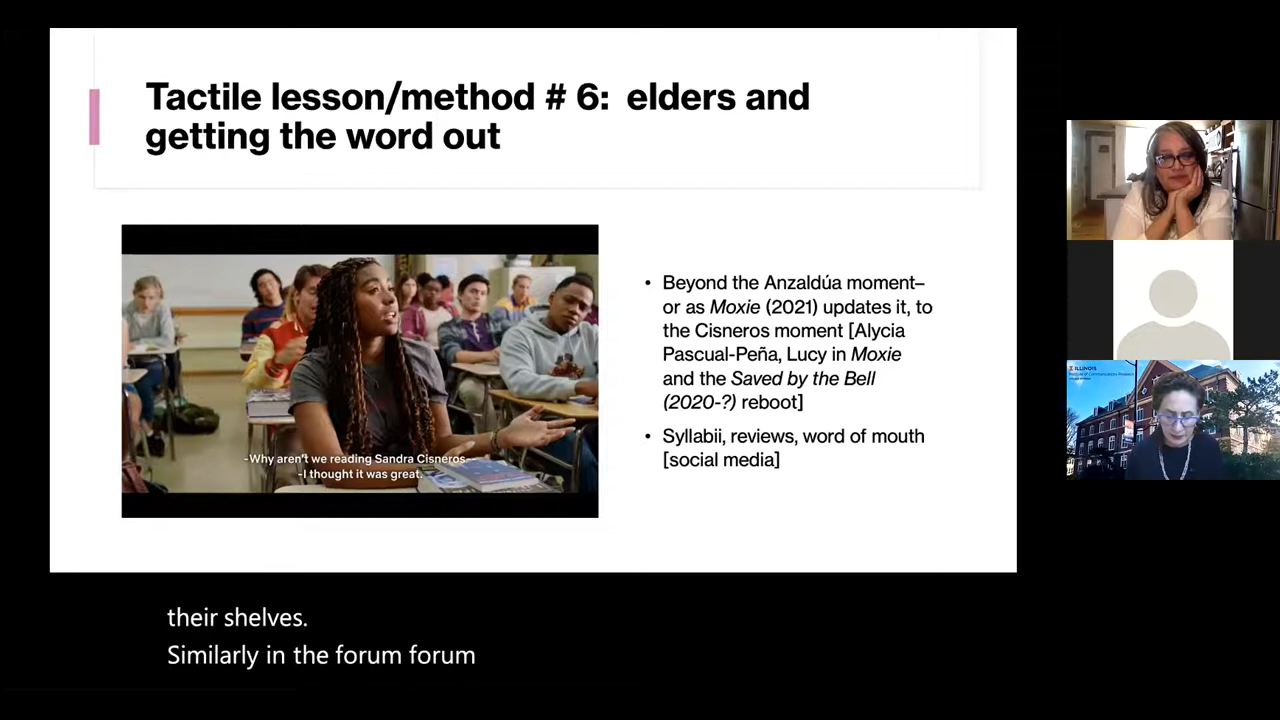 Tactile lesson/method # 6:  elders and
getting the word out
-Why aren't we reading Sandra Cisneros--
-I thought it was great.
• Beyond the Anzaldúa moment–
or as Moxie (2021) updates it, to
the Cisneros moment [Alycia
Pascual-Peña, Lucy in Moxie
and the Saved by the Bell
(2020-?) reboot]
• Syllabii, reviews, word of mouth
[social media]
ILLINOIS
their shelves.
Similarly in the forum forum